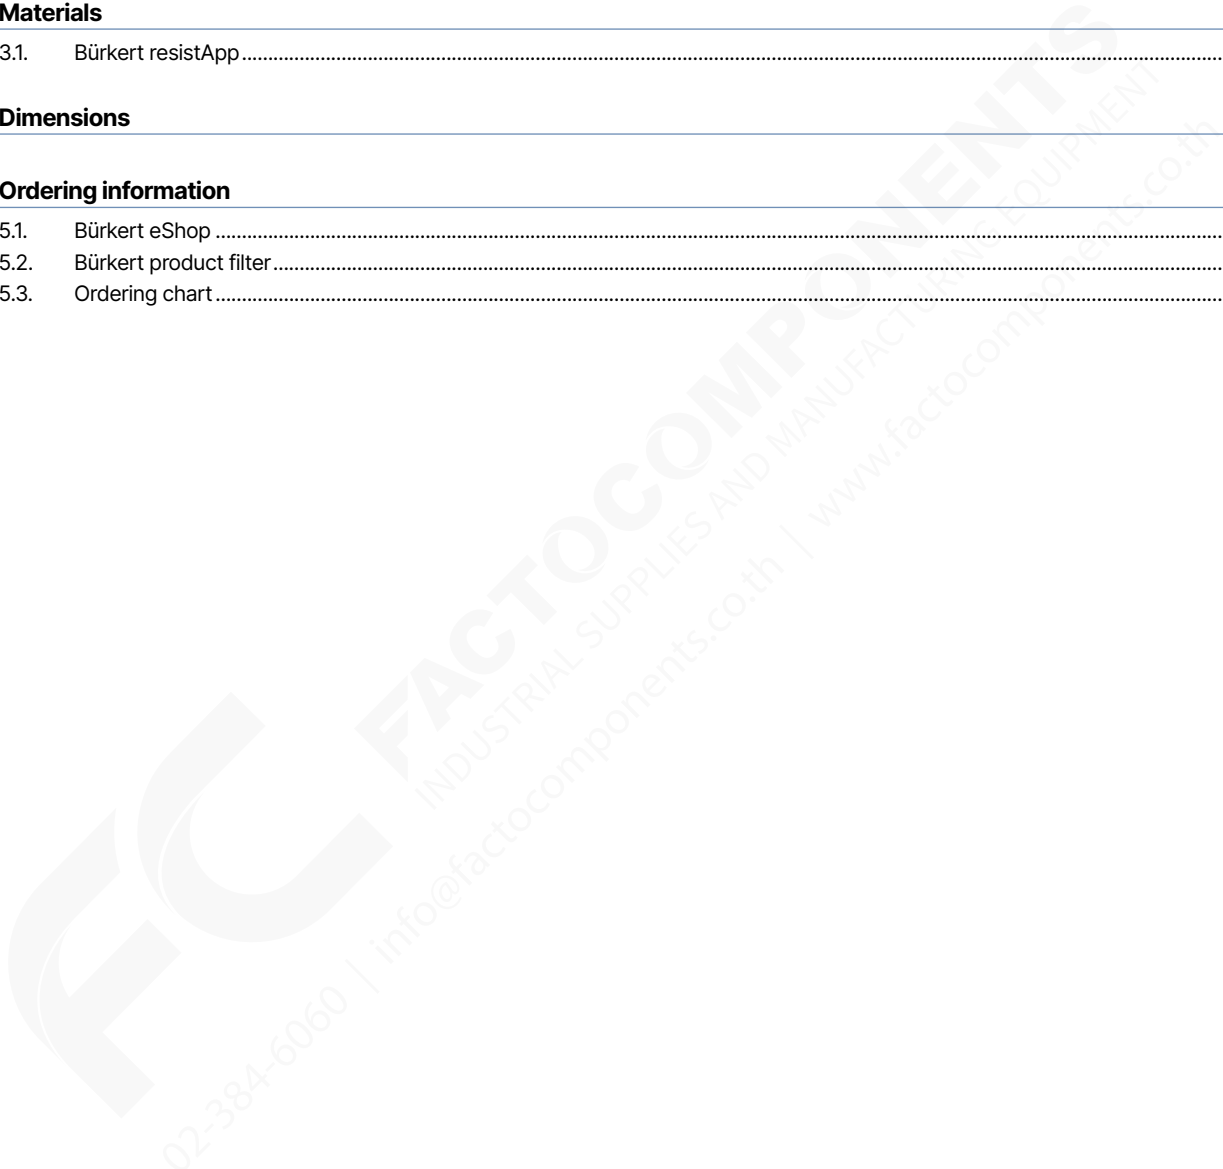 Materials
3.1. Bürkert resistApp
Dimensions
Ordering information
5.1. Bürkert eShop
5.2. Bürkert product filter
5.3. Ordering chart
FC
FACTOCOMPONENTS
INDUSTRIAL SUPPLIES AND MANUFACTURING EQUIPMENT
02-384-6060 | info@factocomponents.co.th | www.factocomponents.co.th